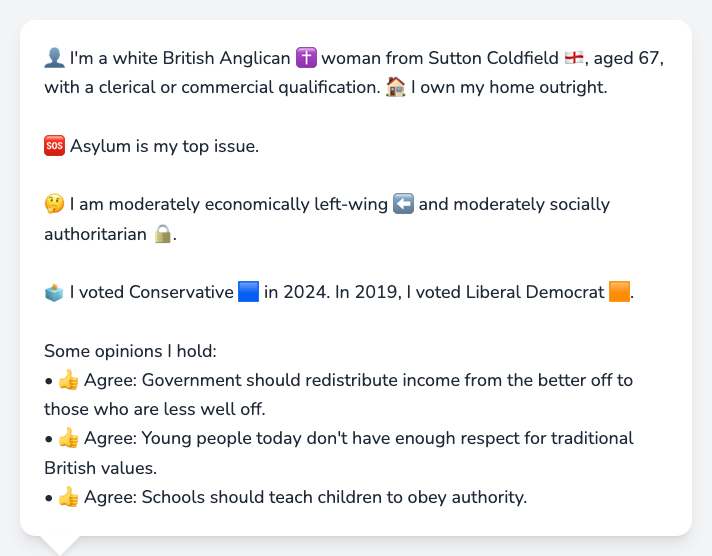 👤 I'm a white British Anglican ✝️ woman from Sutton Coldfield 🏴󠁧󠁢󠁥󠁮󠁧󠁿, aged 67,
with a clerical or commercial qualification. 🏠 I own my home outright.
🆘 Asylum is my top issue.
🤔 I am moderately economically left-wing ⬅️ and moderately socially
authoritarian 🔒.
🗳️ I voted Conservative 🟦 in 2024. In 2019, I voted Liberal Democrat 🟧.
Some opinions I hold:
• 👍 Agree: Government should redistribute income from the better off to
those who are less well off.
• 👍 Agree: Young people today don't have enough respect for traditional
British values.
• 👍 Agree: Schools should teach children to obey authority.